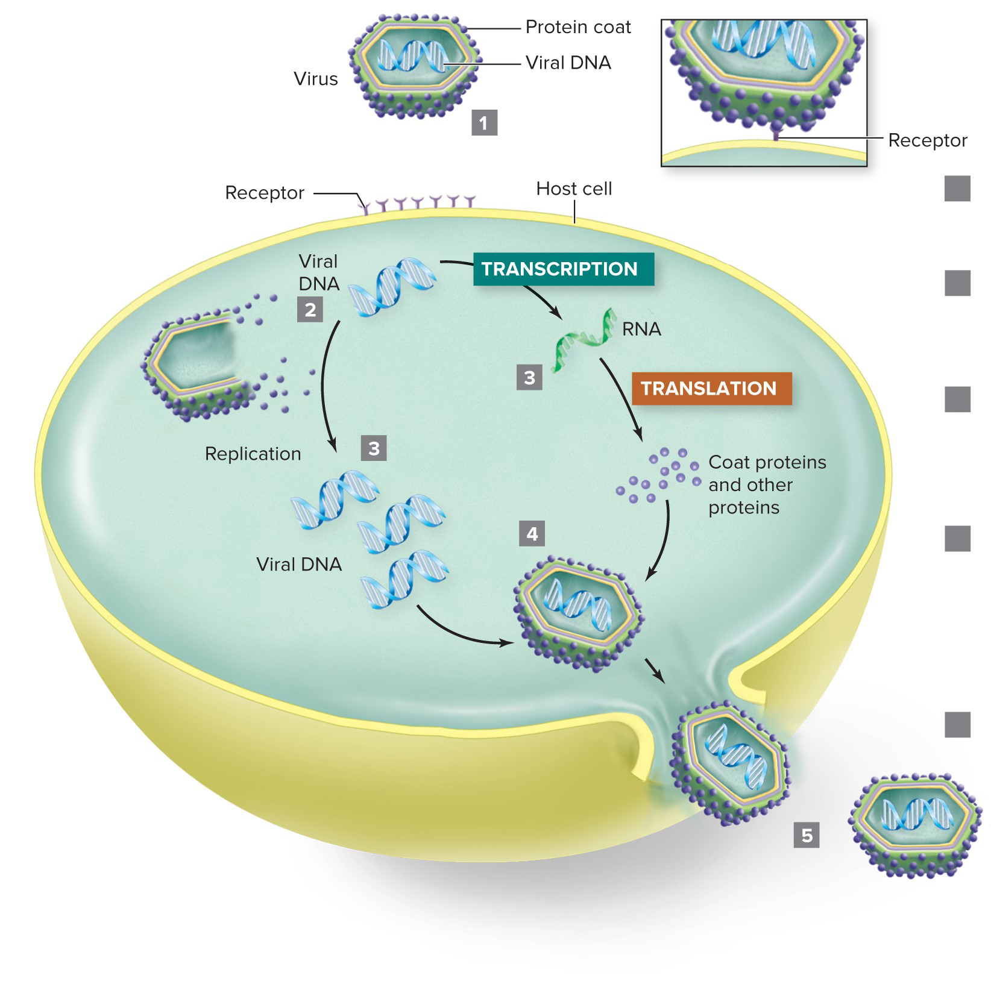 Protein coat
Viral DNA
Virus
1
Receptor
Receptor
Host cell
Viral
DNA
2
TRANSCRIPTION
RNA
3
TRANSLATION
Replication
3
Coat proteins
and other
proteins
4
Viral DNA
5